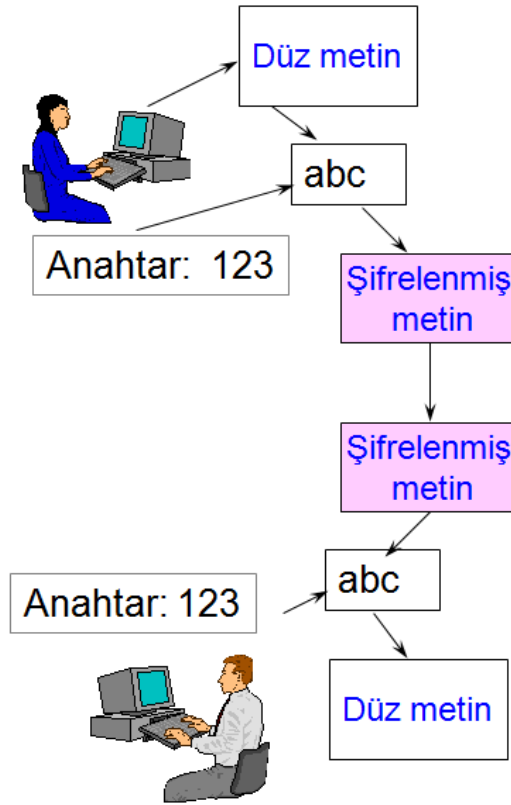 Düz metin
abc
Anahtar: 123
Şifrelenmiş
metin
Şifrelenmiş
metin
abc
Anahtar: 123
Düz metin